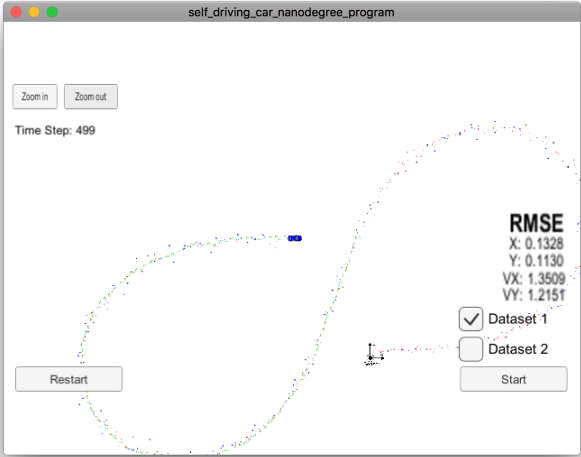 self_driving_car_nanodegree_program
Zoom in
Zoom out
Time Step: 499
RMSE
X: 0.1328
Y: 0.1130
VX: 1.3509
VY: 1.2151
Dataset 1
Dataset 2
Restart
Start